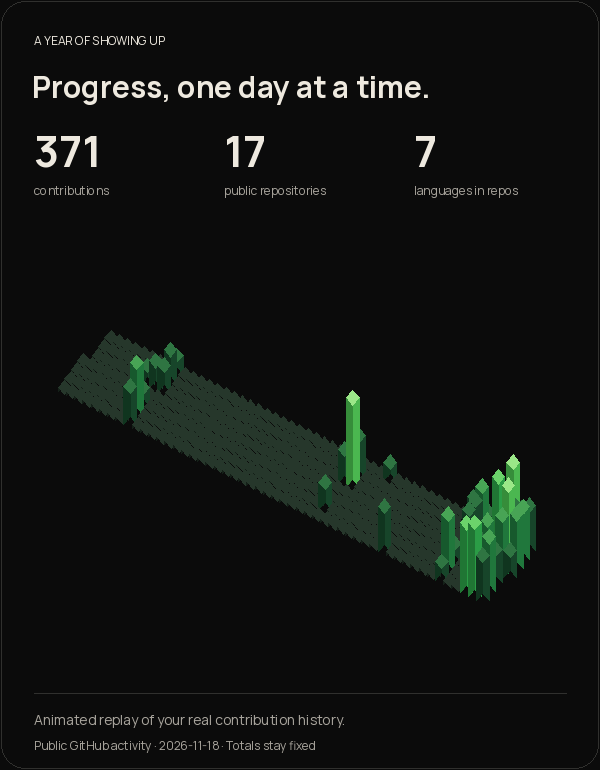 A YEAR OF SHOWING UP
Progress, one day at a time.
371 17 7
contributions public repositories languages in repos
Animated replay of your real contribution history.
Public GitHub activity · 2026-11-18 · Totals stay fixed